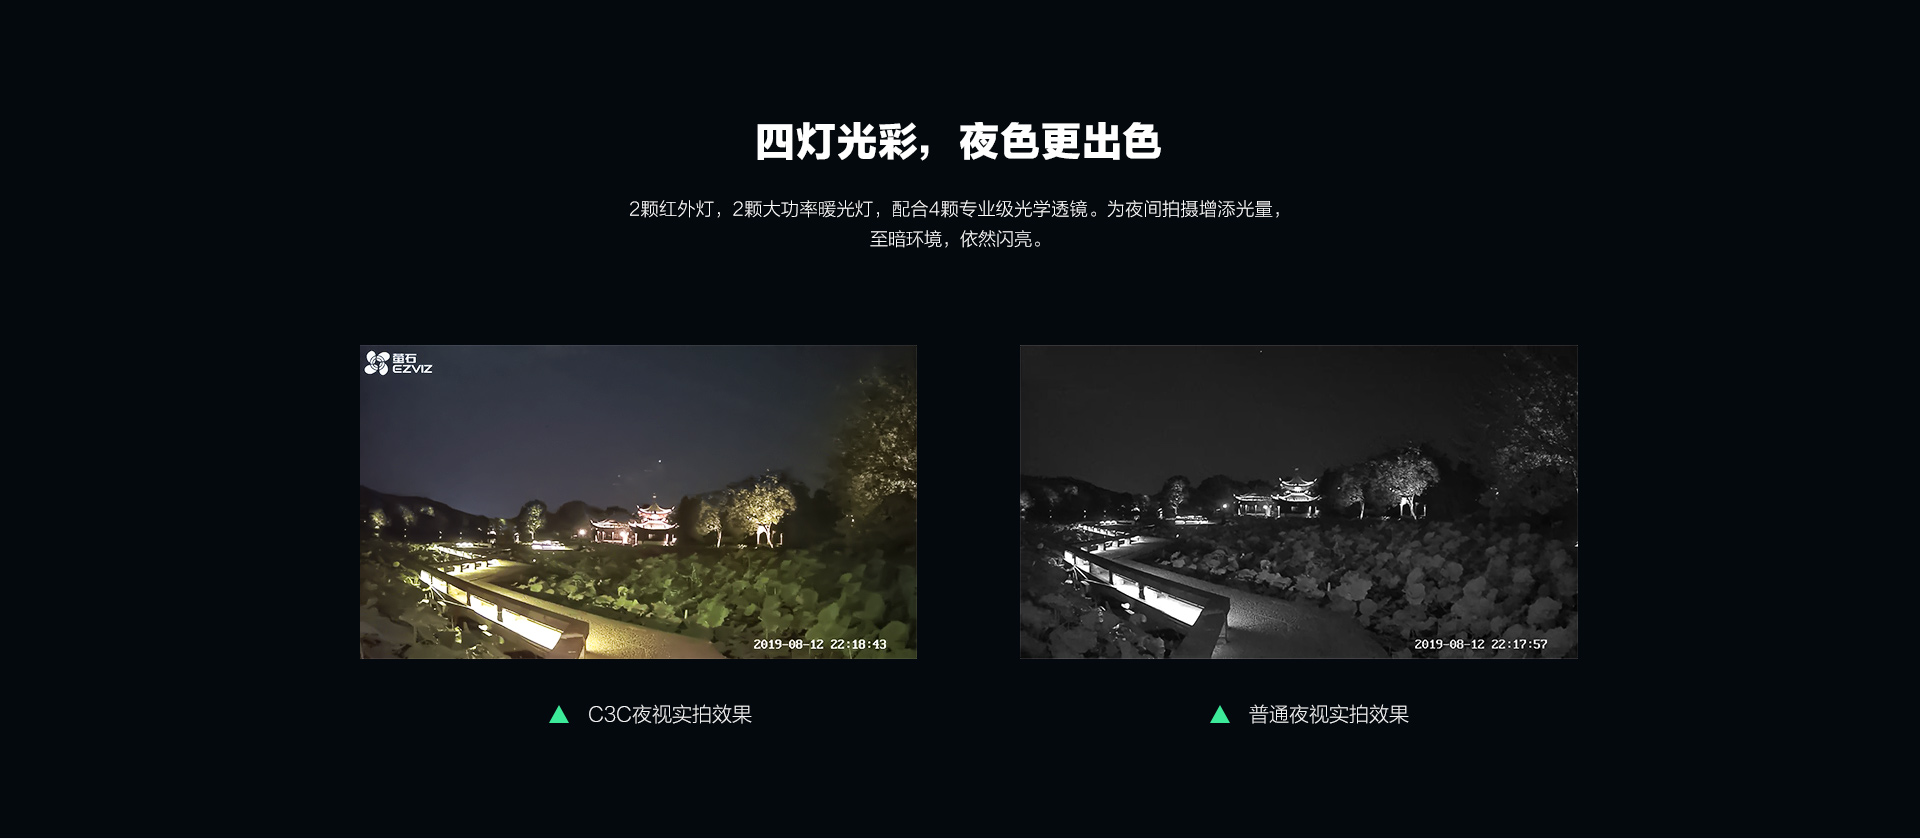 四灯光彩，夜色更出色
2颗红外灯，2颗大功率暖光灯，配合4颗专业级光学透镜。为夜间拍摄增添光量，
至暗环境，依然闪亮。
萤石
EZVIZ
2019-08-12 22:18:43
2019-08-12 22:17:57
C3C夜视实拍效果
普通夜视实拍效果